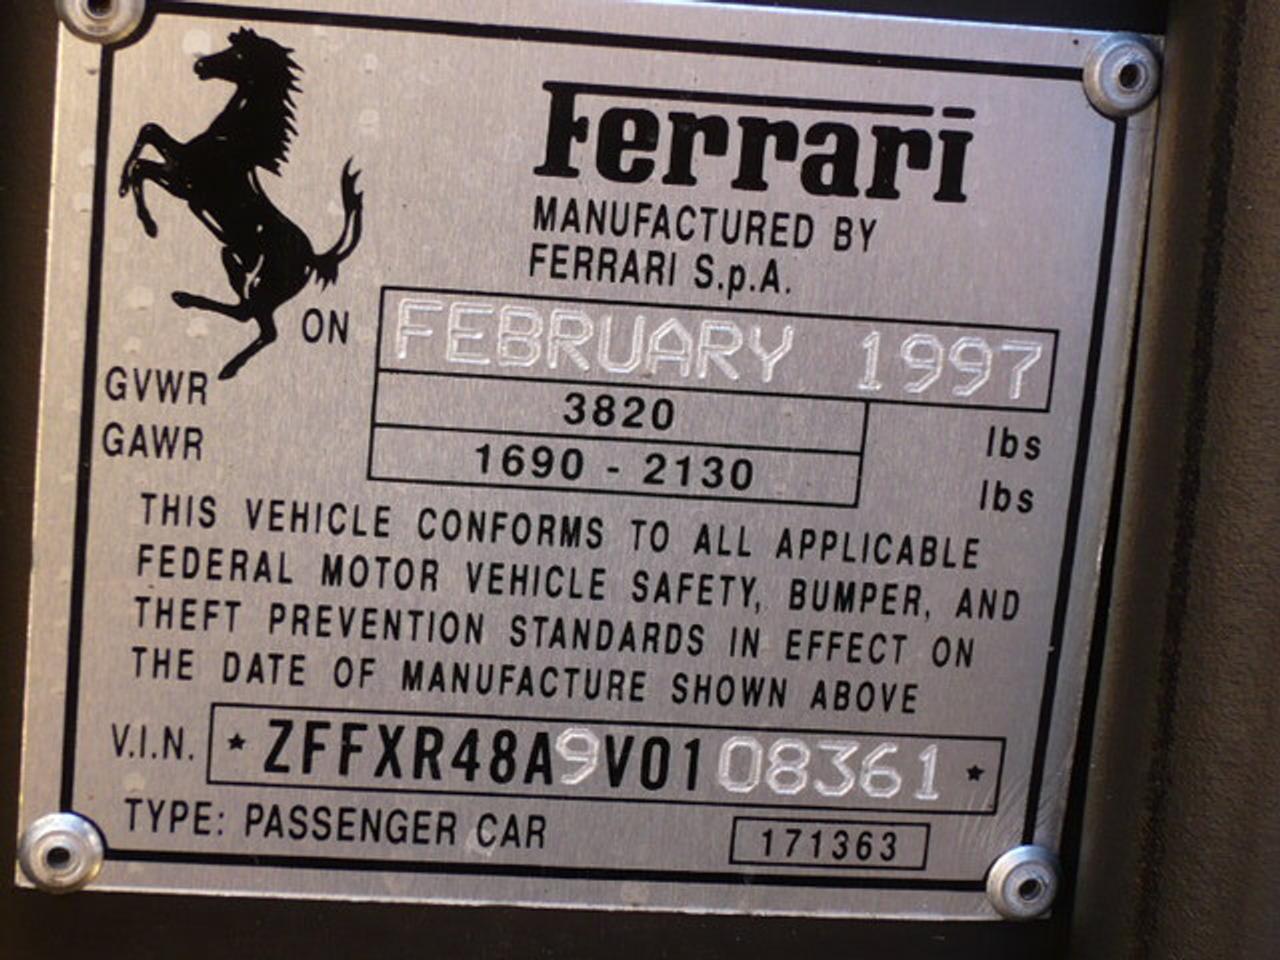 Ferrari
MANUFACTURED BY
FERRARI S.p.A.
ON FEBRUARY 1997
GVWR 3820 lbs
GAWR 1690 - 2130 lbs
THIS VEHICLE CONFORMS TO ALL APPLICABLE
FEDERAL MOTOR VEHICLE SAFETY, BUMPER, AND
THEFT PREVENTION STANDARDS IN EFFECT ON
THE DATE OF MANUFACTURE SHOWN ABOVE
V.I.N. ★ ZFFXR48A9V0108361 ★
TYPE: PASSENGER CAR 171363